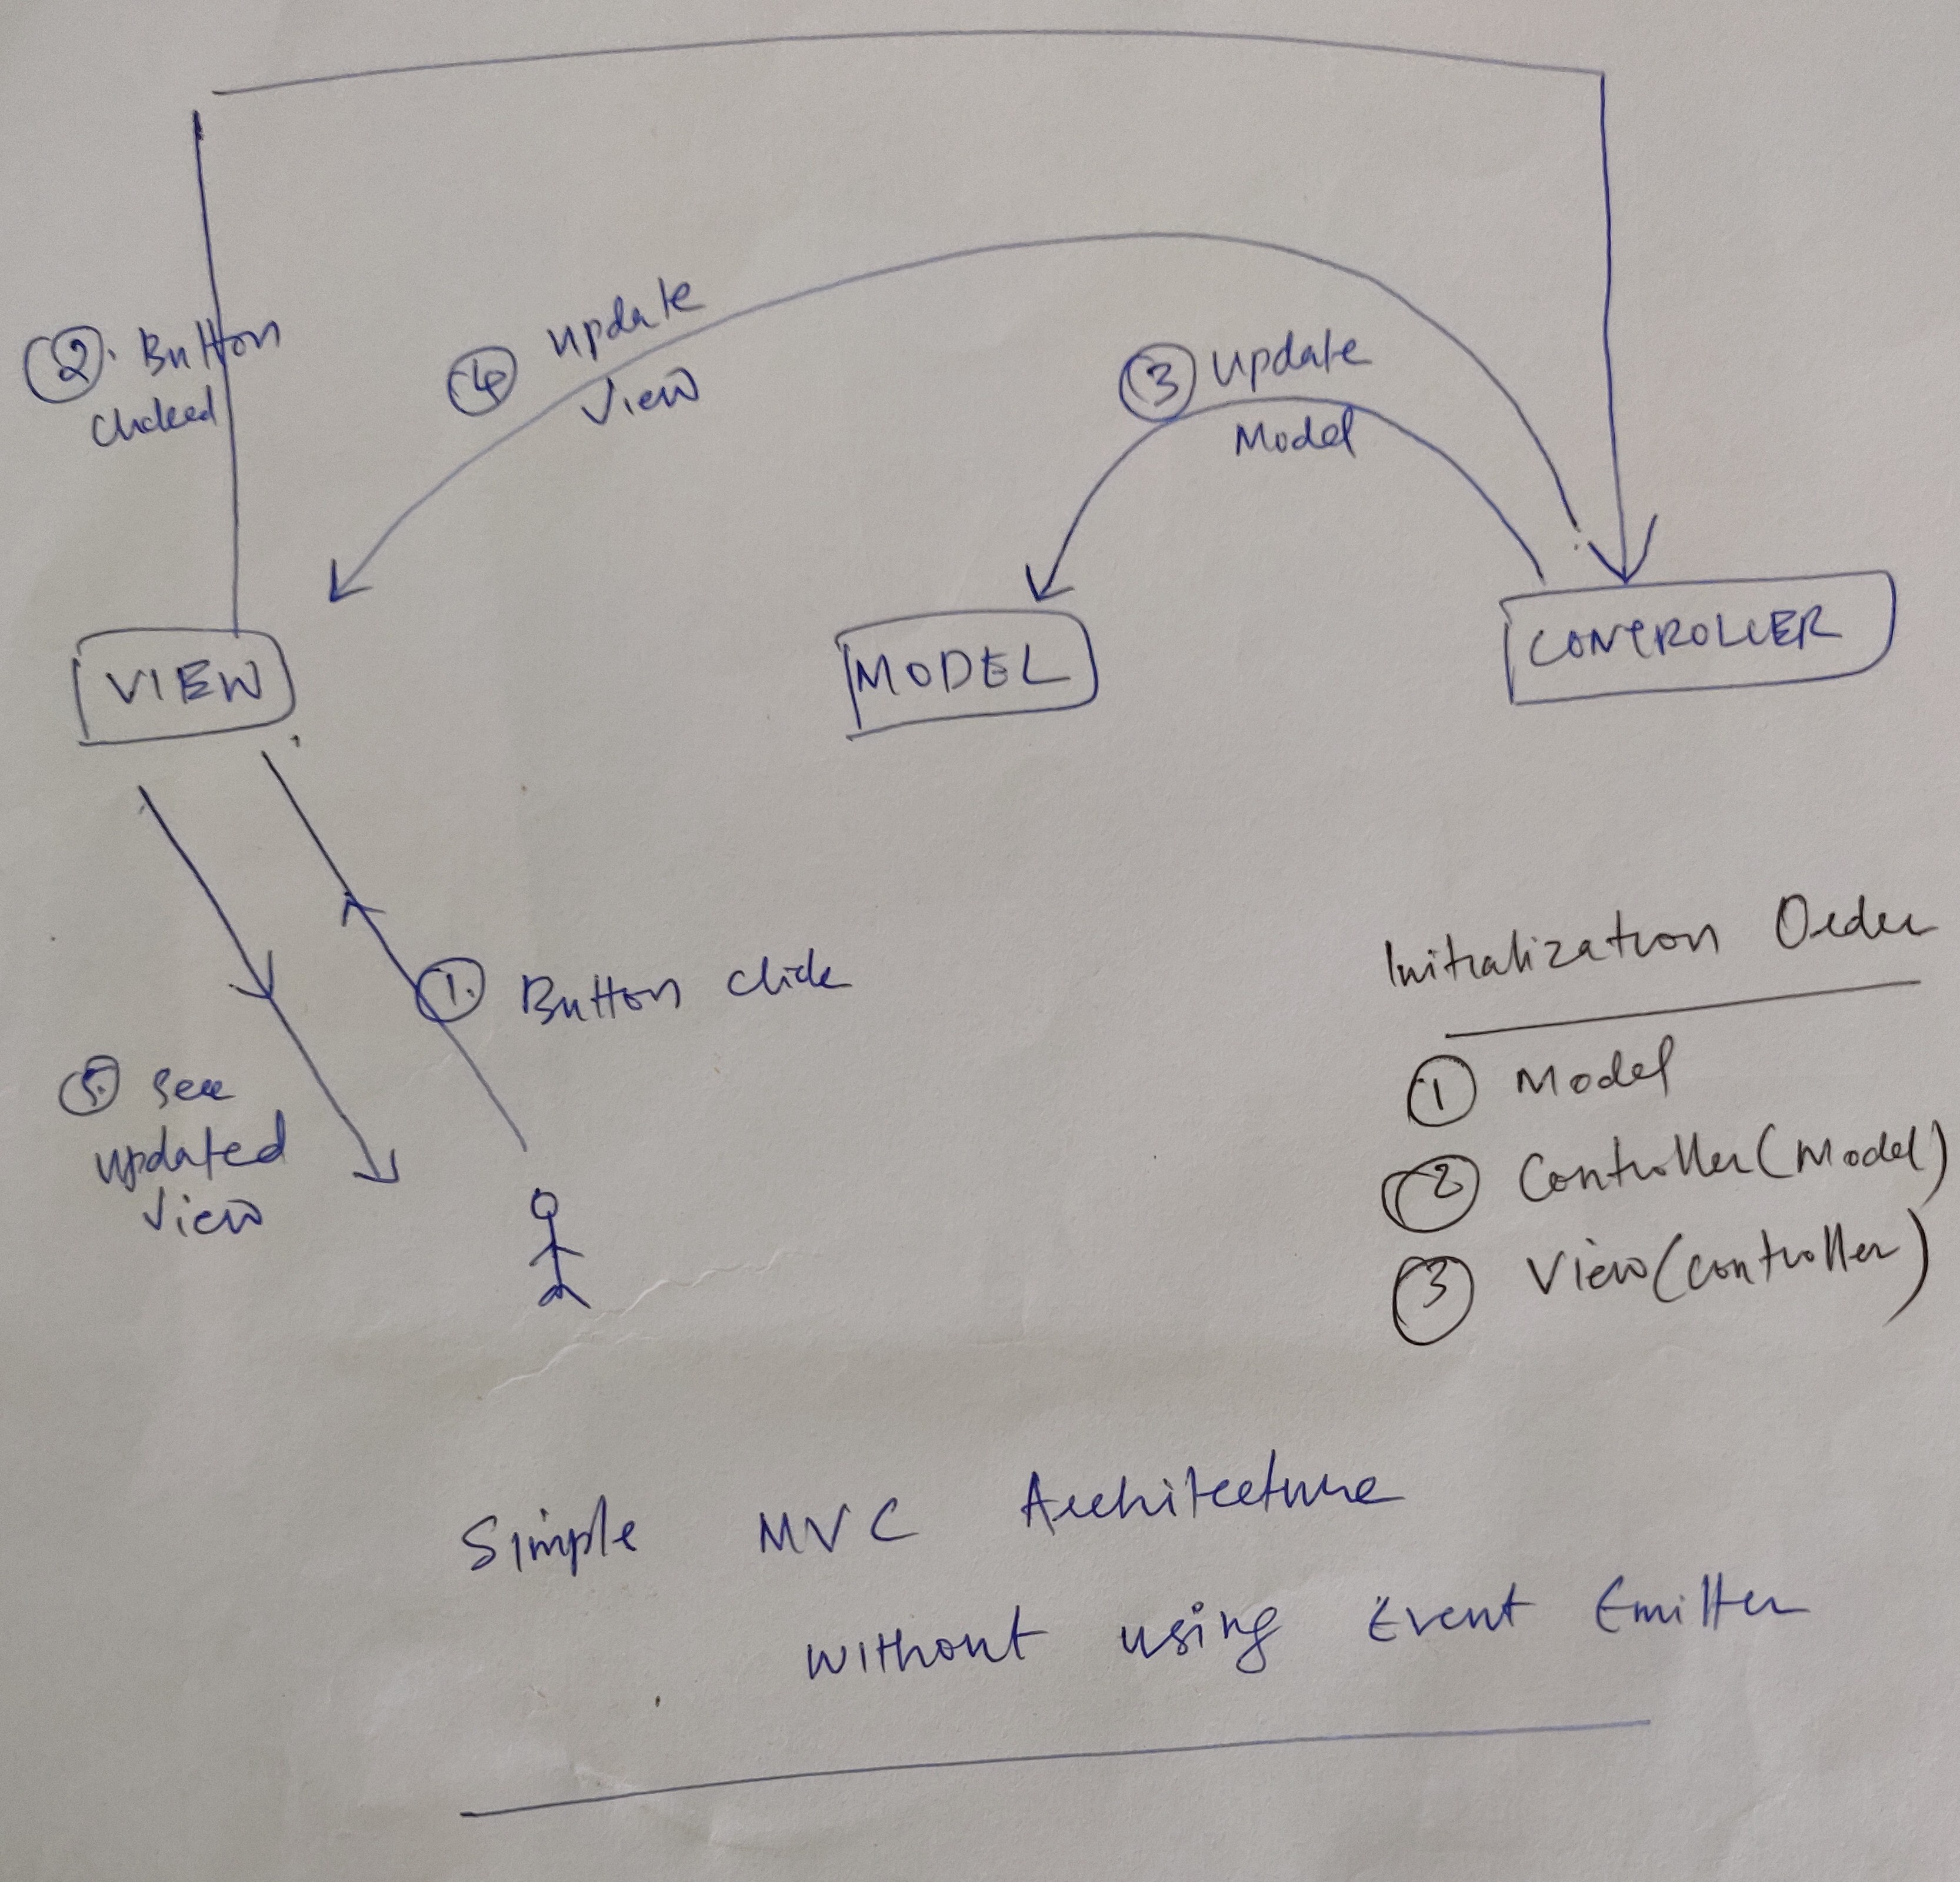 ② Button
Clicked
④ update
View
③ update
Model
VIEW
MODEL
CONTROLLER
① Button click
⑤ See
updated
View
Initialization Order
① Model
② Controller (Model)
③ View (controller)
Simple MVC Architecture
without using Event Emitter